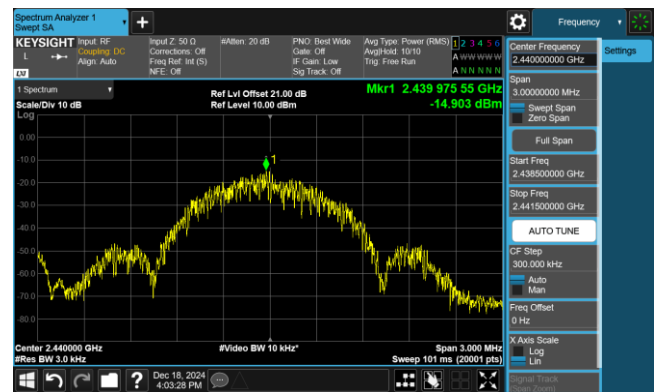 Spectrum Analyzer 1
Swept SA
Frequency
KEYSIGHT
L
LXI
Input: RF
Coupling: DC
Align: Auto
Input Z: 50 Ω
Corrections: Off
Freq Ref: Int (S)
NFE: Off
#Atten: 20 dB
PNO: Best Wide
Gate: Off
IF Gain: Low
Sig Track: Off
Avg Type: Power (RMS)
Avg|Hold: 10/10
Trig: Free Run
1 2 3 4 5 6
A W W W W W
A N N N N N
1 Spectrum
Scale/Div 10 dB
Log
Ref Lvl Offset 21.00 dB
Ref Level 10.00 dBm
Mkr1 2.439 975 55 GHz
-14.903 dBm
0.00
-10.0
-20.0
-30.0
-40.0
-50.0
-60.0
-70.0
-80.0
1
Center 2.440000 GHz
#Res BW 3.0 kHz
#Video BW 10 kHz*
Span 3.000 MHz
Sweep 101 ms (20001 pts)
Dec 18, 2024
4:03:28 PM
Center Frequency
2.440000000 GHz
Span
3.00000000 MHz
Swept Span
Zero Span
Full Span
Start Freq
2.438500000 GHz
Stop Freq
2.441500000 GHz
AUTO TUNE
CF Step
300.000 kHz
Auto
Man
Freq Offset
0 Hz
X Axis Scale
Log
Lin
Signal Track
(Span Zoom)
Settings